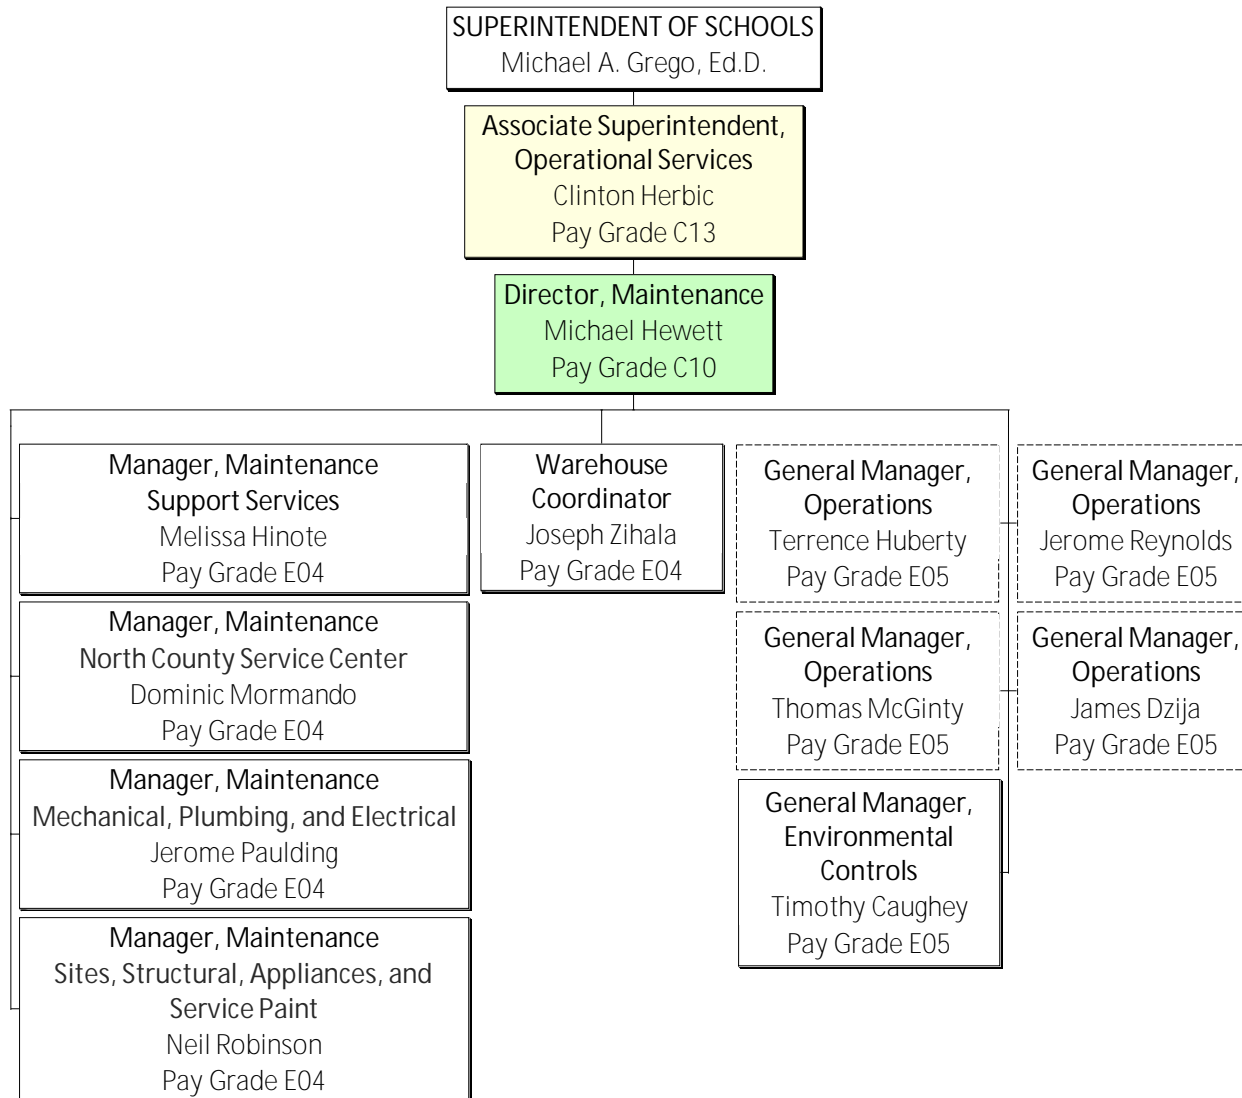 SUPERINTENDENT OF SCHOOLS
Michael A. Grego, Ed.D.
Associate Superintendent,
Operational Services
Clinton Herbic
Pay Grade C13
Director, Maintenance
Michael Hewett
Pay Grade C10
Manager, Maintenance
Support Services
Melissa Hinote
Pay Grade E04
Manager, Maintenance
North County Service Center
Dominic Mormando
Pay Grade E04
Manager, Maintenance
Mechanical, Plumbing, and Electrical
Jerome Paulding
Pay Grade E04
Manager, Maintenance
Sites, Structural, Appliances, and
Service Paint
Neil Robinson
Pay Grade E04
Warehouse
Coordinator
Joseph Zihala
Pay Grade E04
General Manager,
Operations
Terrence Huberty
Pay Grade E05
General Manager,
Operations
Jerome Reynolds
Pay Grade E05
General Manager,
Operations
Thomas McGinty
Pay Grade E05
General Manager,
Operations
James Dzija
Pay Grade E05
General Manager,
Environmental
Controls
Timothy Caughey
Pay Grade E05